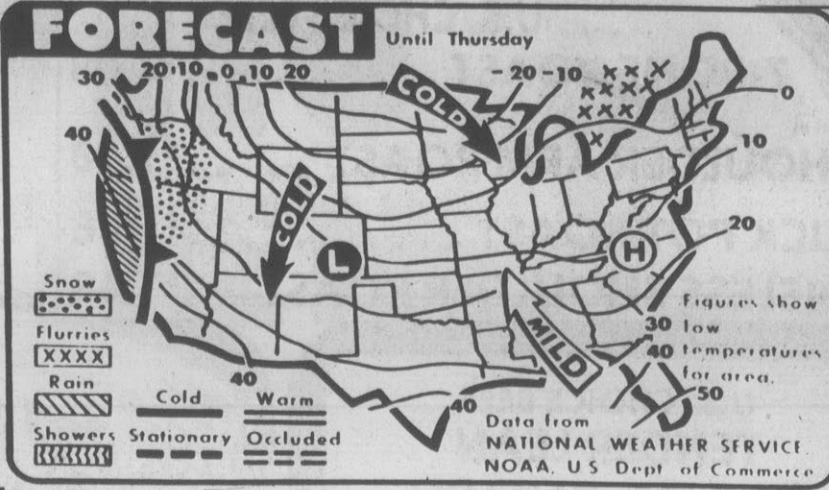 FORECAST
Until Thursday
30 20 10 0 10 20
-20 -10
0
40
COLD
10
COLD
20
L
H
Snow
Flurries
XXXX
Rain
Showers
Cold
Warm
Stationary
Occluded
40
40
MILD
30
40
50
Figures show
low
temperatures
for area.
Data from
NATIONAL WEATHER SERVICE.
NOAA, U S Dept of Commerce